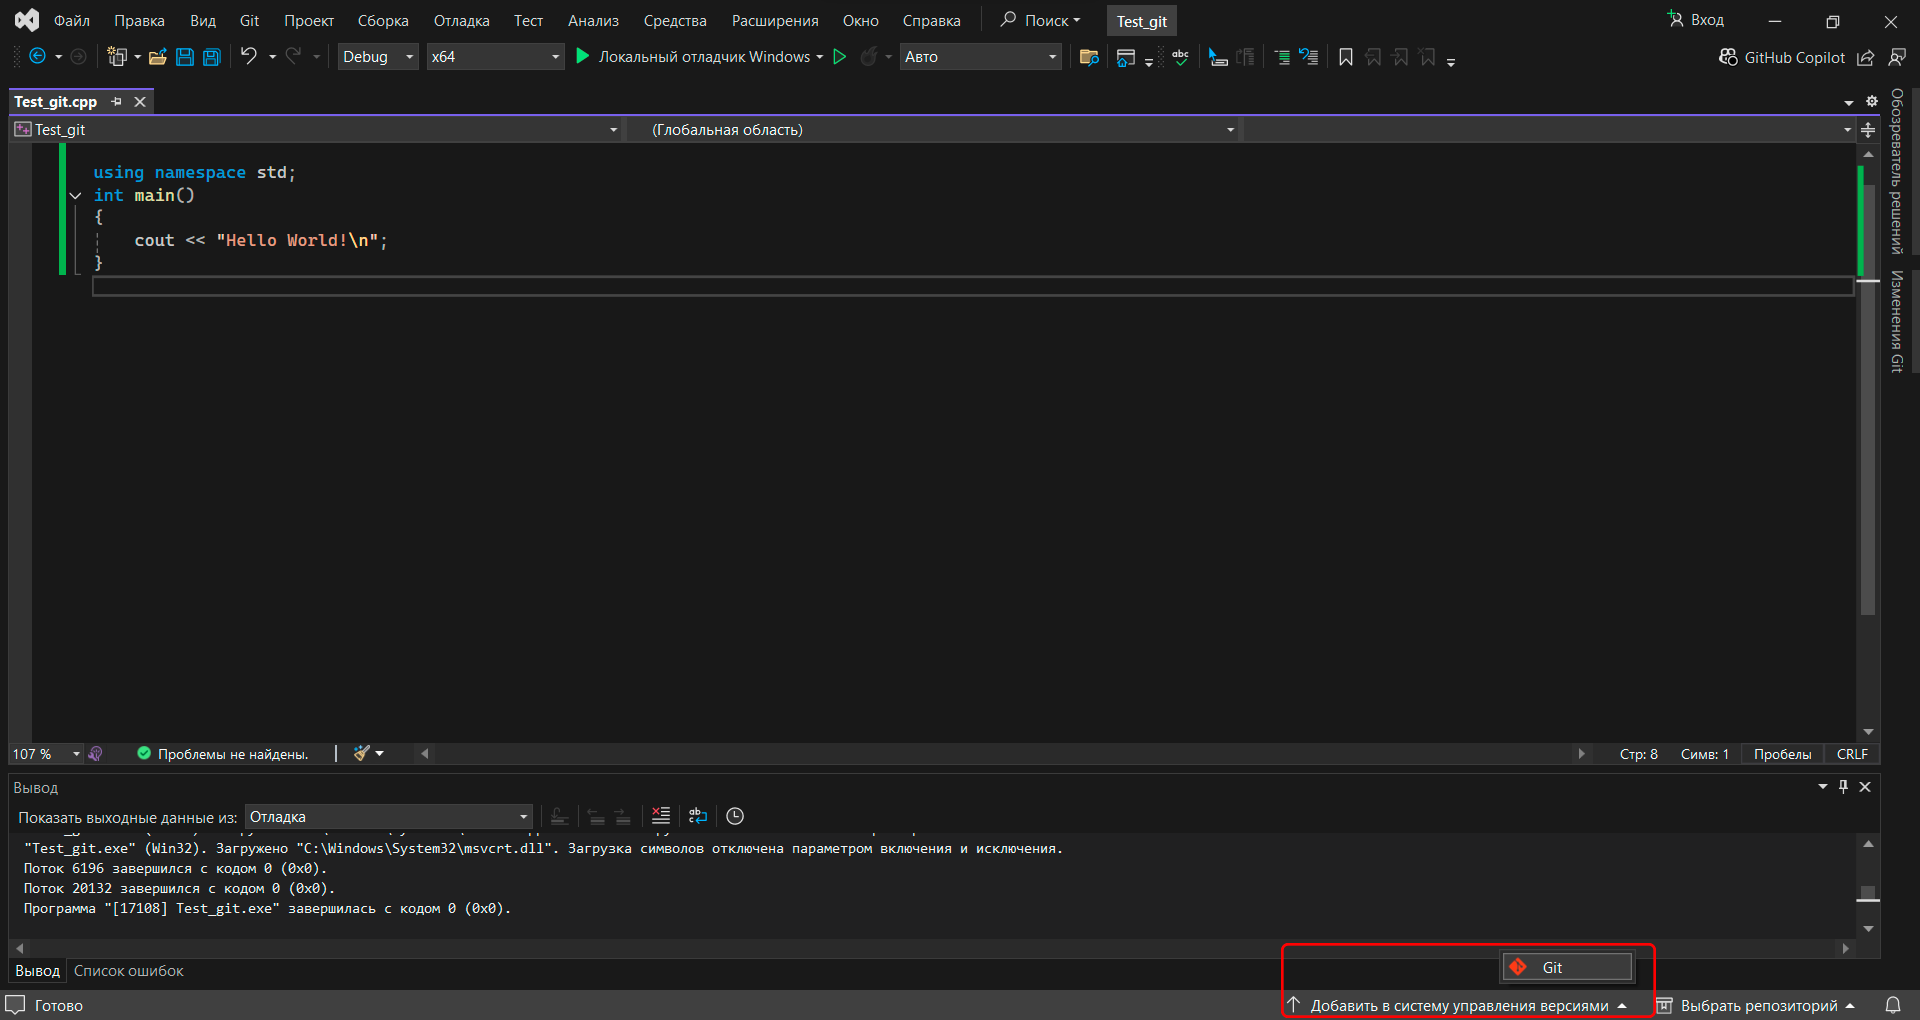 Файл Правка Вид Git Проект Сборка Отладка Тест Анализ Средства Расширения Окно Справка Поиск Test_git Вход
Debug x64 Локальный отладчик Windows Авто abc GitHub Copilot
Test_git.cpp
Test_git (Глобальная область)
Обозреватель решений
Изменения Git
using namespace std;
int main()
{
cout << "Hello World!\n";
}
107 % Проблемы не найдены. Стр: 8 Симв: 1 Пробелы CRLF
Вывод
Показать выходные данные из: Отладка
"Test_git.exe" (Win32). Загружено "C:\Windows\System32\msvcrt.dll". Загрузка символов отключена параметром включения и исключения.
Поток 6196 завершился с кодом 0 (0x0).
Поток 20132 завершился с кодом 0 (0x0).
Программа "[17108] Test_git.exe" завершилась с кодом 0 (0x0).
Вывод Список ошибок
Git
Готово Добавить в систему управления версиями Выбрать репозиторий